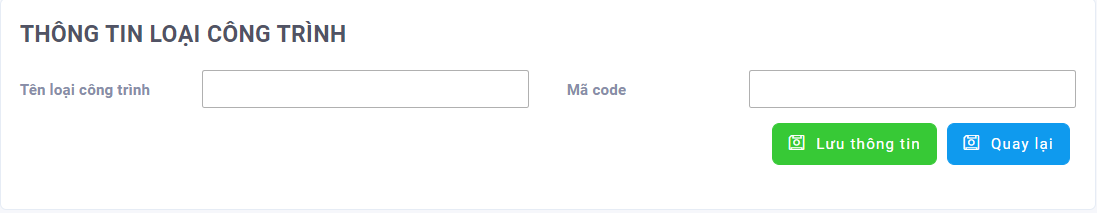 THÔNG TIN LOẠI CÔNG TRÌNH
Tên loại công trình Mã code
Lưu thông tin Quay lại